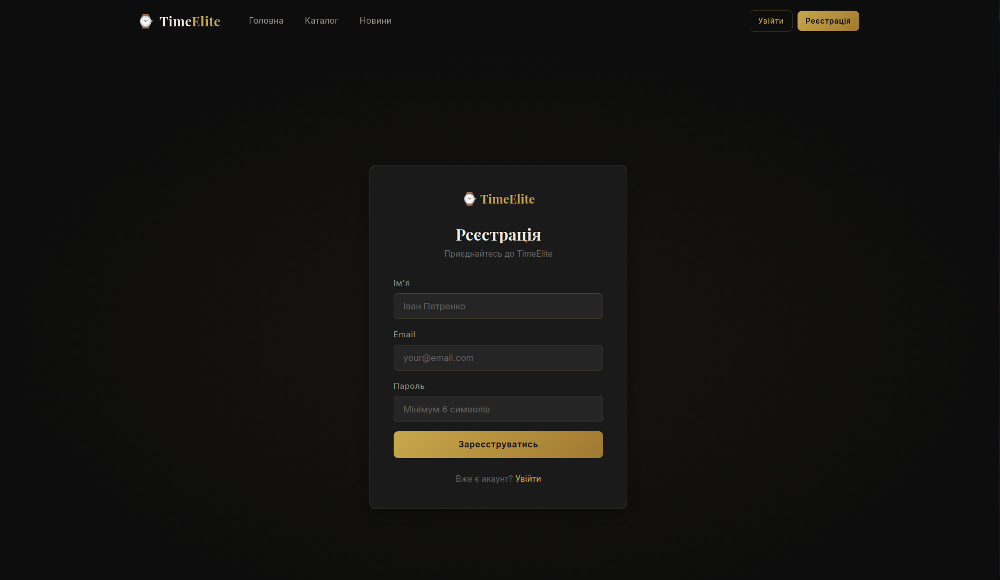 TimeElite
Головна
Каталог
Новини
Увійти
Реєстрація
TimeElite
Реєстрація
Приєднайтесь до TimeElite
Ім'я
Іван Петренко
Email
your@email.com
Пароль
Мінімум 6 символів
Зареєструватись
Вже є акаунт? Увійти